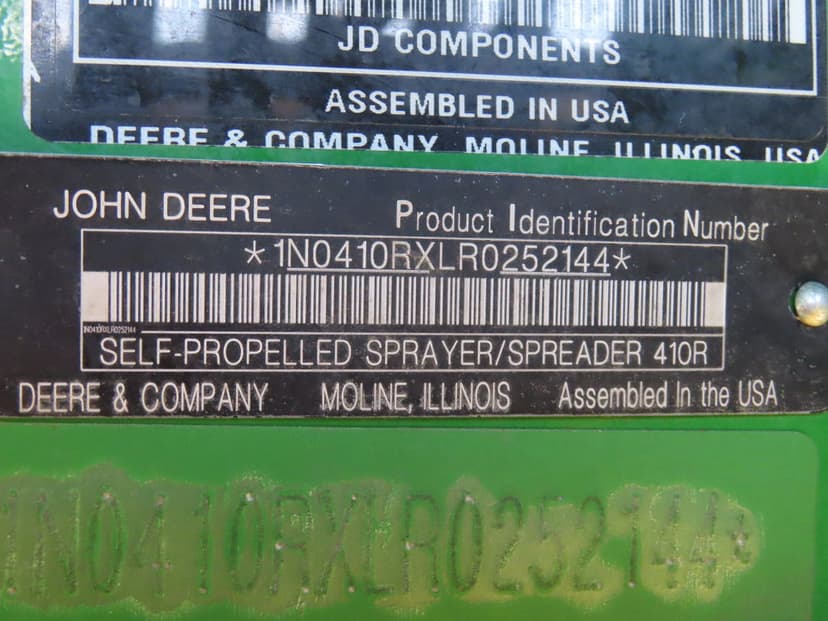 JD COMPONENTS
ASSEMBLED IN USA
DEERE & COMPANY MOLINE ILLINOIS USA
JOHN DEERE Product Identification Number
*1N0410RXLR0252144*
1N0410RXLR0252144
SELF-PROPELLED SPRAYER/SPREADER 410R
DEERE & COMPANY MOLINE, ILLINOIS Assembled In the USA
1N0410RXLR0252144*